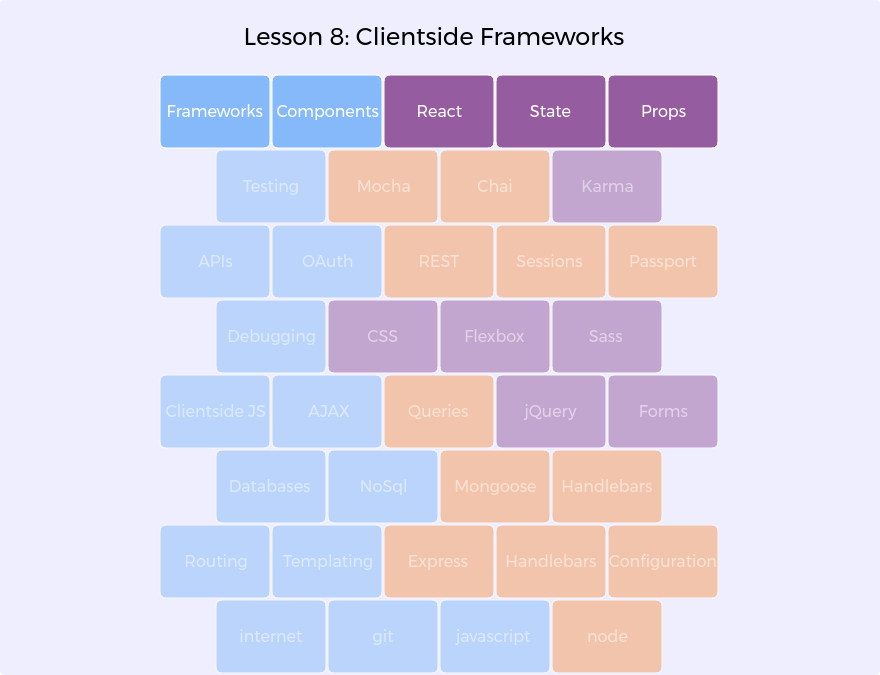 Lesson 8: Clientside Frameworks
Frameworks Components React State Props
Testing Mocha Chai Karma
APIs OAuth REST Sessions Passport
Debugging CSS Flexbox Sass
Clientside JS AJAX Queries jQuery Forms
Databases NoSql Mongoose Handlebars
Routing Templating Express Handlebars Configuration
internet git javascript node